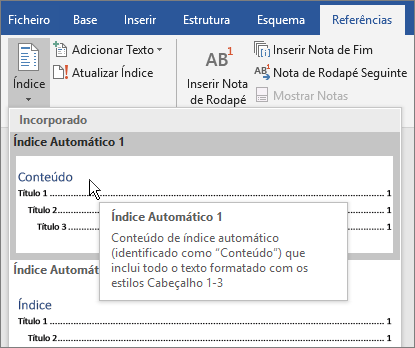 Ficheiro Base Inserir Estrutura Esquema Referências
Adicionar Texto Inserir Nota de Fim
Atualizar Índice Nota de Rodapé Seguinte
Índice Inserir Nota de Rodapé Mostrar Notas
AB1
AB
1
Incorporado
Índice Automático 1
Conteúdo
Título 1 1
Título 2 1
Título 3 1
Índice Automático 1
Conteúdo de índice automático
(identificado como "Conteúdo") que
inclui todo o texto formatado com os
estilos Cabeçalho 1-3
Índice Automát
Índice
Título 1 1
Título 2 1